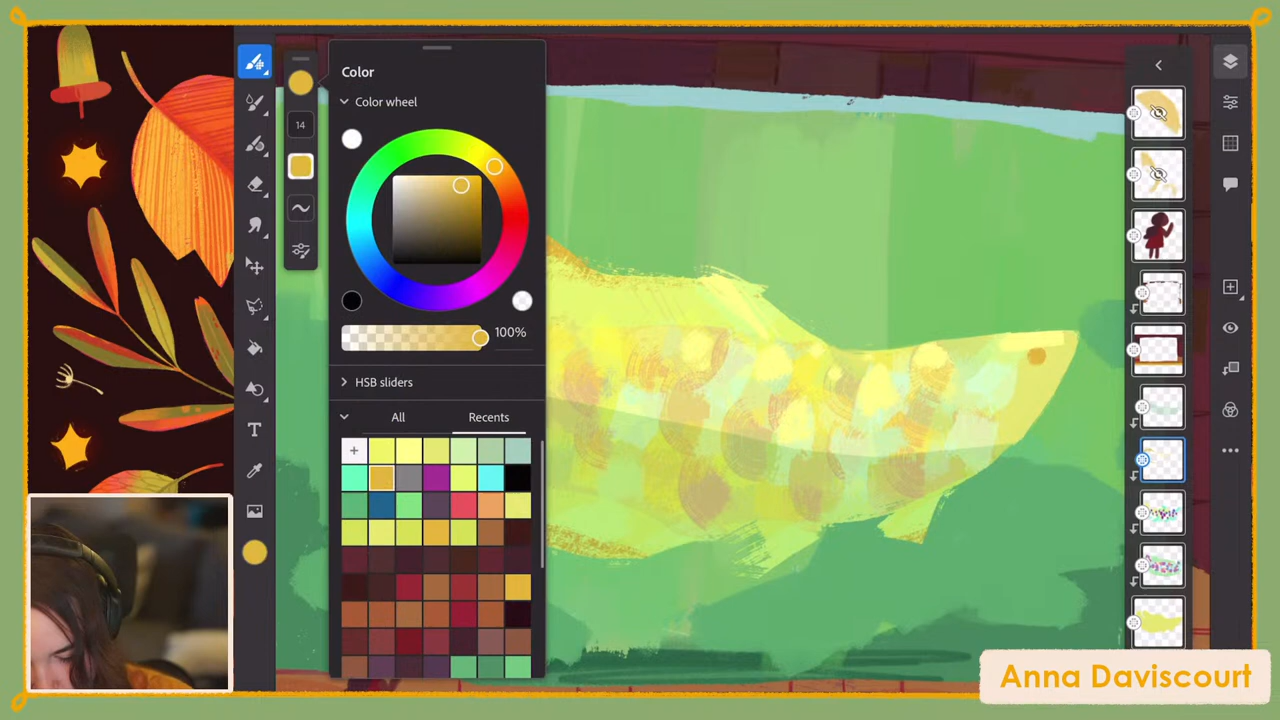 Color
Color wheel
14
100%
HSB sliders
All
Recents
Anna Daviscourt